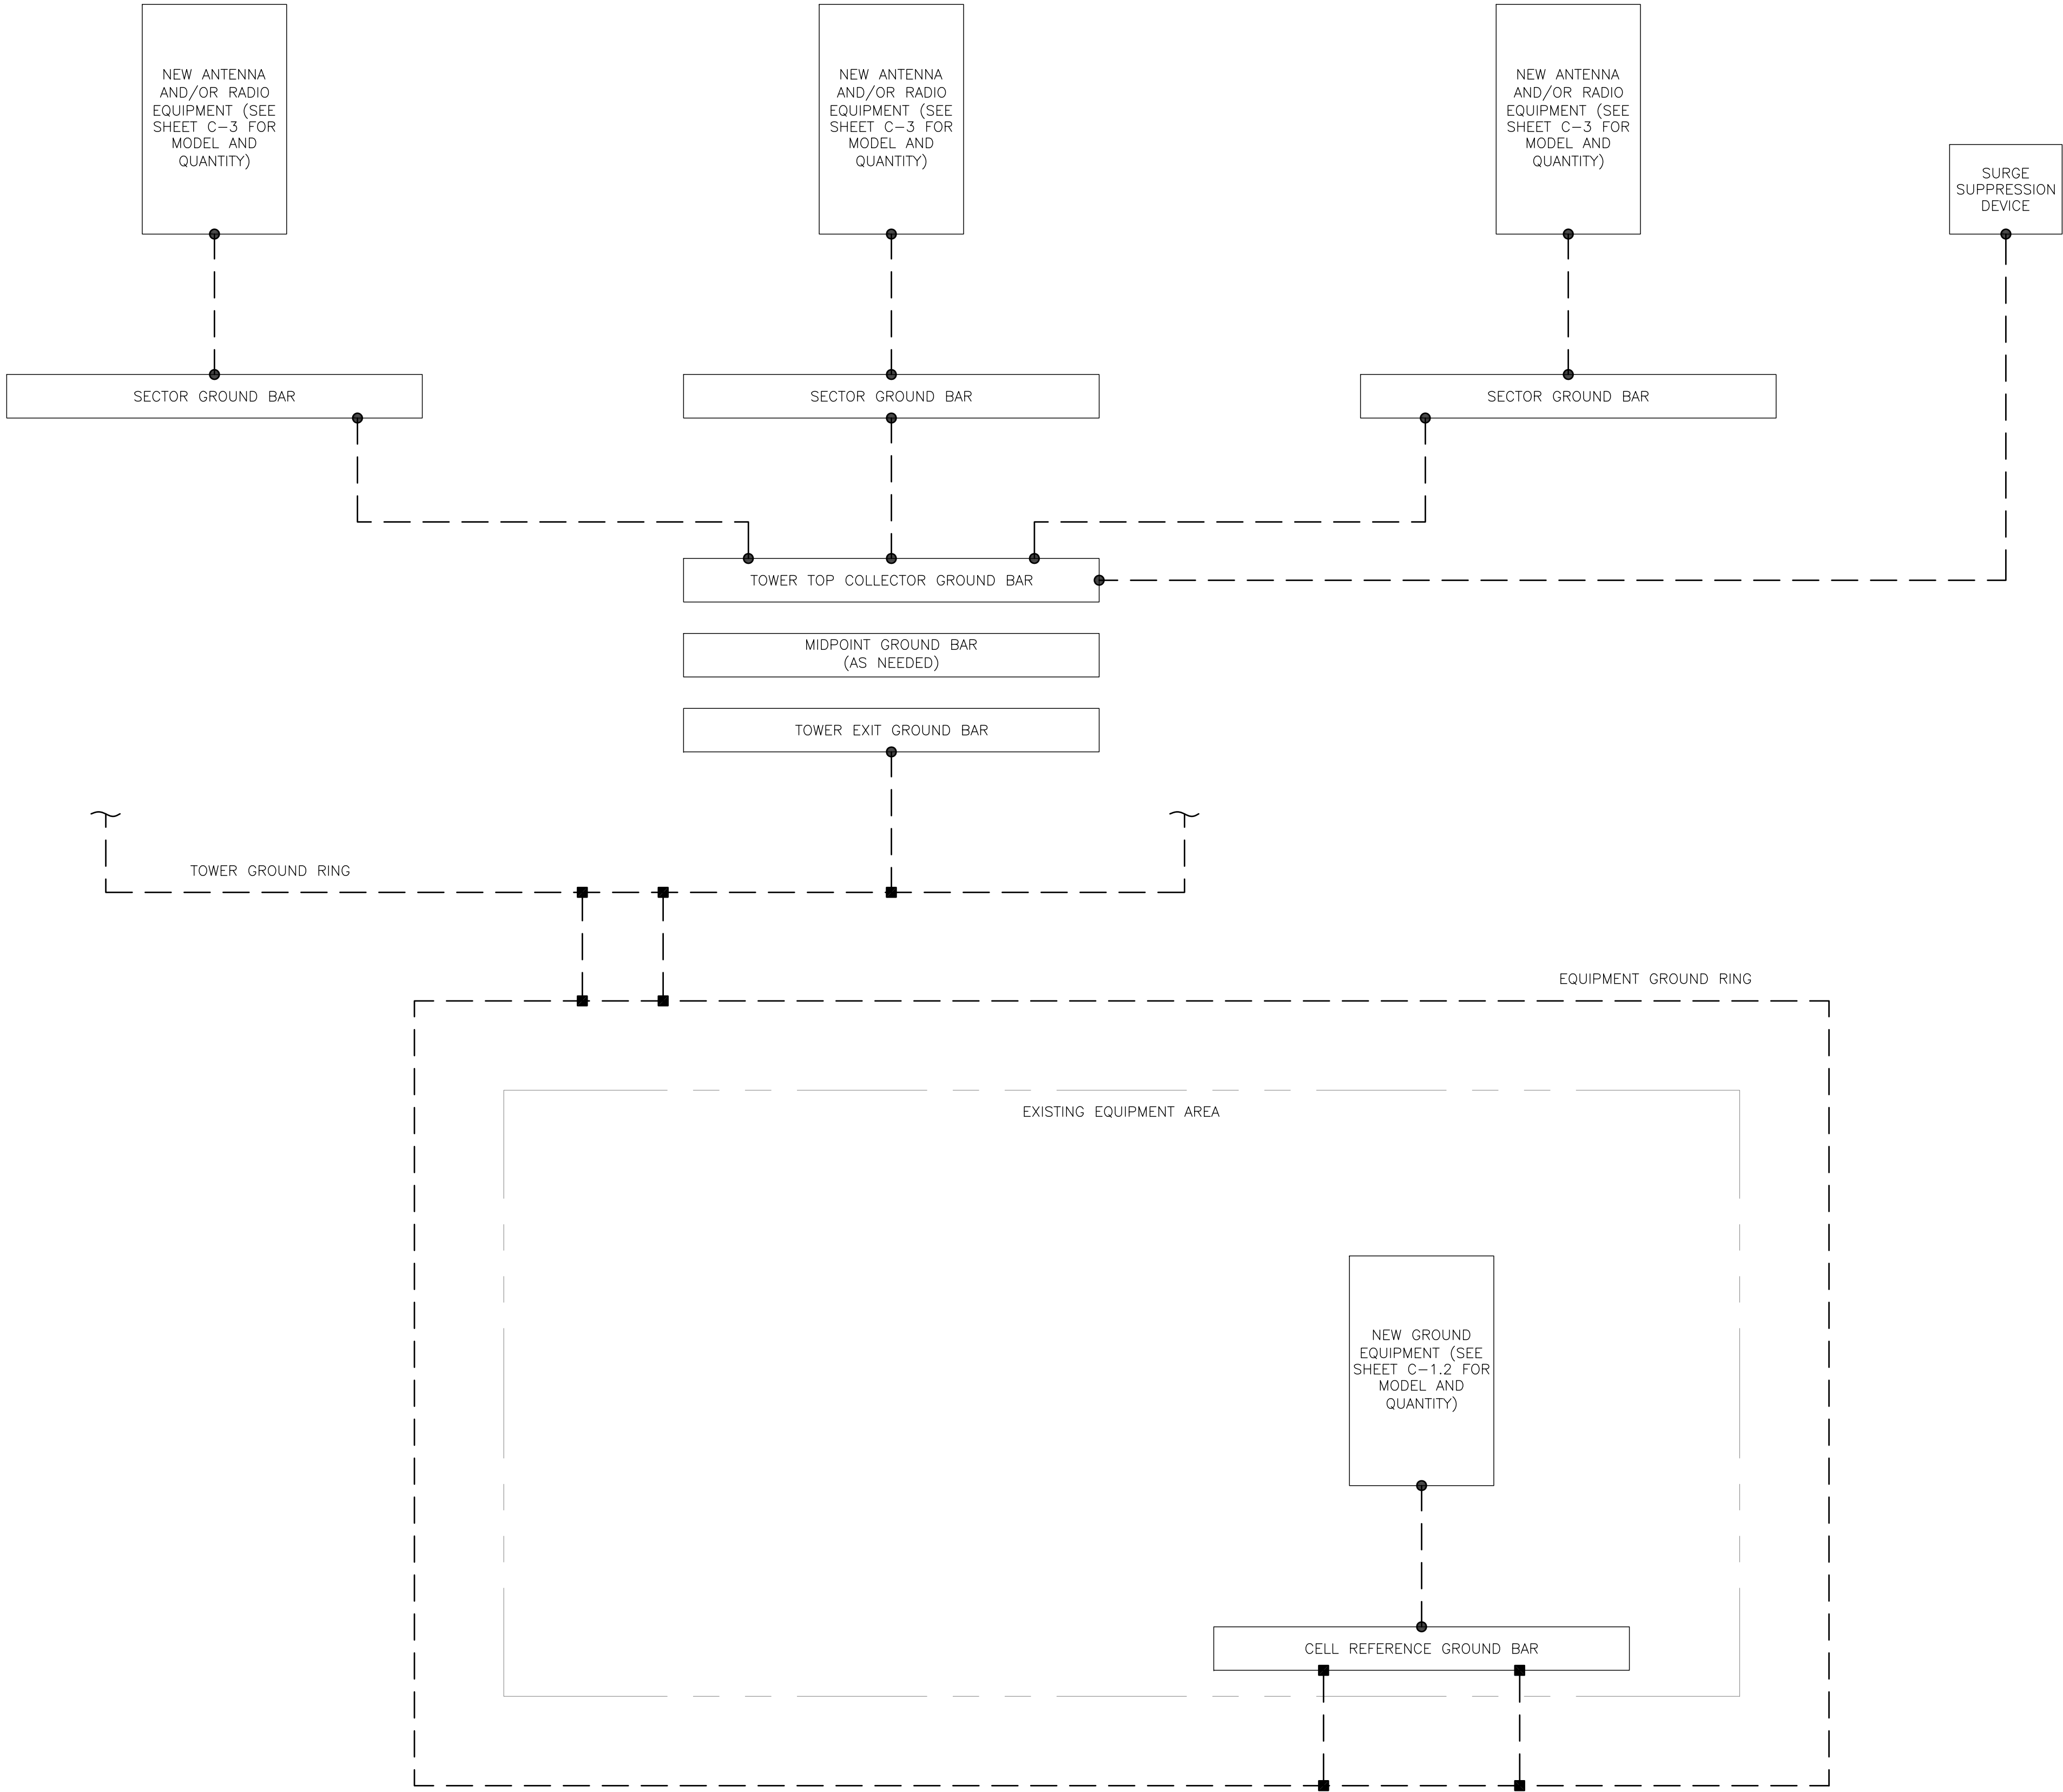 NEW ANTENNA
AND/OR RADIO
EQUIPMENT (SEE
SHEET C-3 FOR
MODEL AND
QUANTITY)
NEW ANTENNA
AND/OR RADIO
EQUIPMENT (SEE
SHEET C-3 FOR
MODEL AND
QUANTITY)
NEW ANTENNA
AND/OR RADIO
EQUIPMENT (SEE
SHEET C-3 FOR
MODEL AND
QUANTITY)
SURGE
SUPPRESSION
DEVICE
SECTOR GROUND BAR
SECTOR GROUND BAR
SECTOR GROUND BAR
TOWER TOP COLLECTOR GROUND BAR
MIDPOINT GROUND BAR
(AS NEEDED)
TOWER EXIT GROUND BAR
TOWER GROUND RING
EQUIPMENT GROUND RING
EXISTING EQUIPMENT AREA
NEW GROUND
EQUIPMENT (SEE
SHEET C-1.2 FOR
MODEL AND
QUANTITY)
CELL REFERENCE GROUND BAR